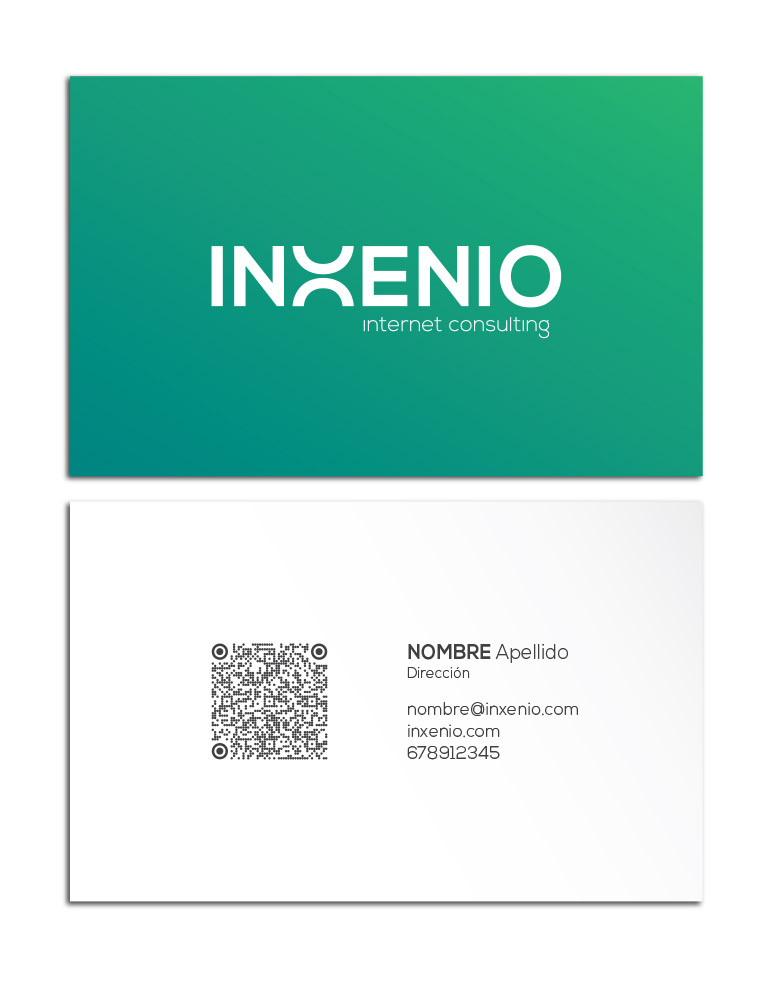 INXENIO
internet consulting
NOMBRE Apellido
Dirección
nombre@inxenio.com
inxenio.com
678912345